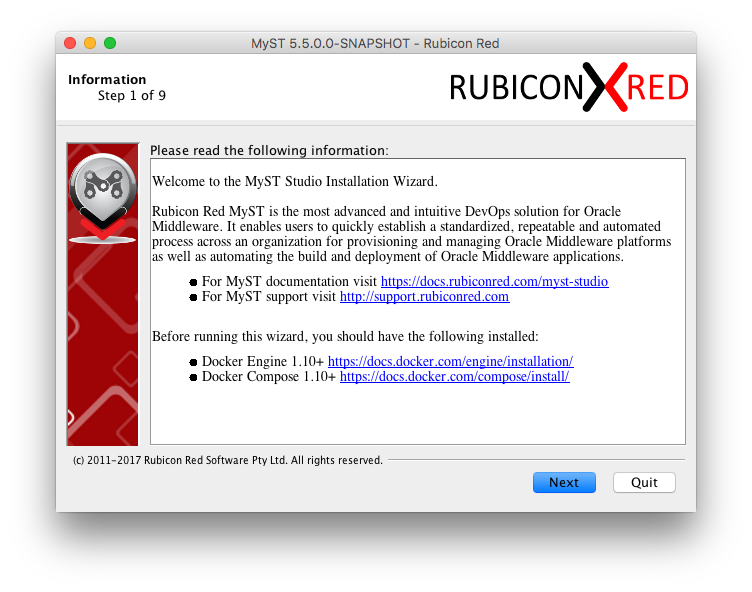 MyST 5.5.0.0-SNAPSHOT - Rubicon Red
Information
Step 1 of 9
RUBICON RED
Please read the following information:
Welcome to the MyST Studio Installation Wizard.
Rubicon Red MyST is the most advanced and intuitive DevOps solution for Oracle
Middleware. It enables users to quickly establish a standardized, repeatable and automated
process across an organization for provisioning and managing Oracle Middleware platforms
as well as automating the build and deployment of Oracle Middleware applications.
For MyST documentation visit https://docs.rubiconred.com/myst-studio
For MyST support visit http://support.rubiconred.com
Before running this wizard, you should have the following installed:
Docker Engine 1.10+ https://docs.docker.com/engine/installation/
Docker Compose 1.10+ https://docs.docker.com/compose/install/
(c) 2011-2017 Rubicon Red Software Pty Ltd. All rights reserved.
Next Quit